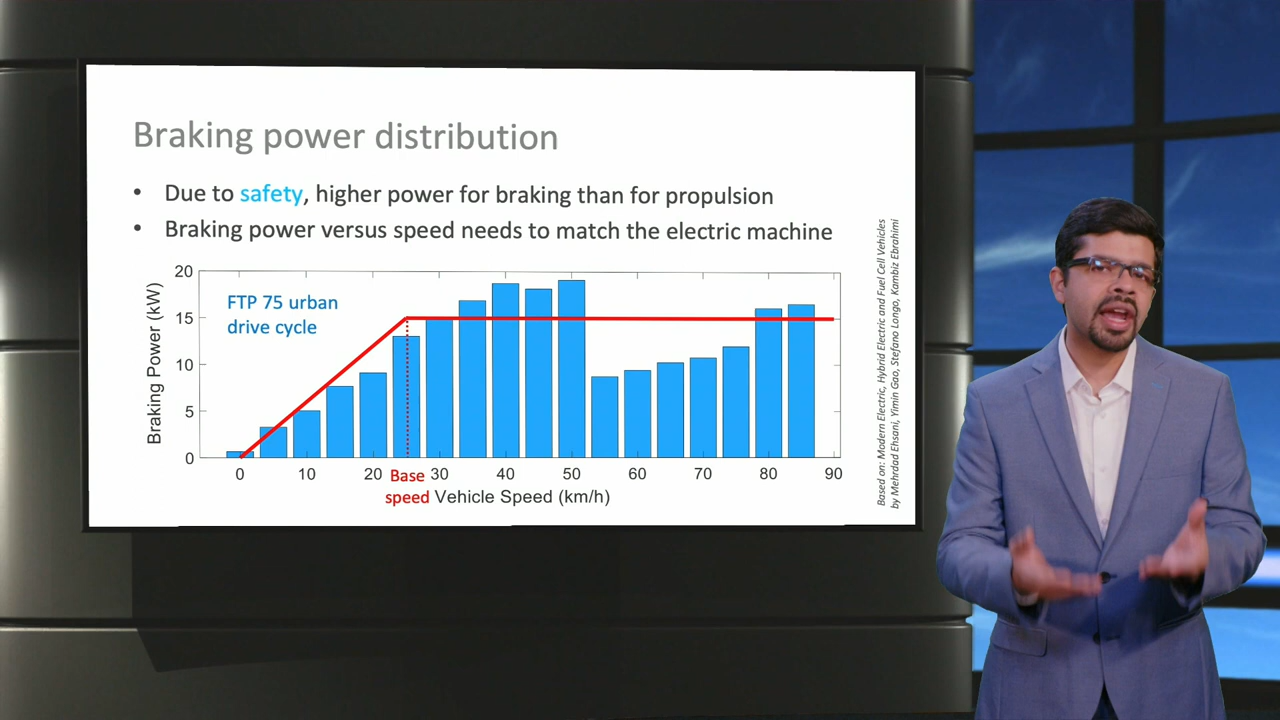 Braking power distribution
• Due to safety, higher power for braking than for propulsion
• Braking power versus speed needs to match the electric machine
FTP 75 urban
drive cycle
Braking Power (kW)
20
15
10
5
0
0 10 20 30 40 50 60 70 80 90
Base
speed
Vehicle Speed (km/h)
Based on: Modern Electric, Hybrid Electric and Fuel Cell Vehicles
by Mehrdad Ehsani, Yimin Gao, Stefano Longo, Kambiz Ebrahimi